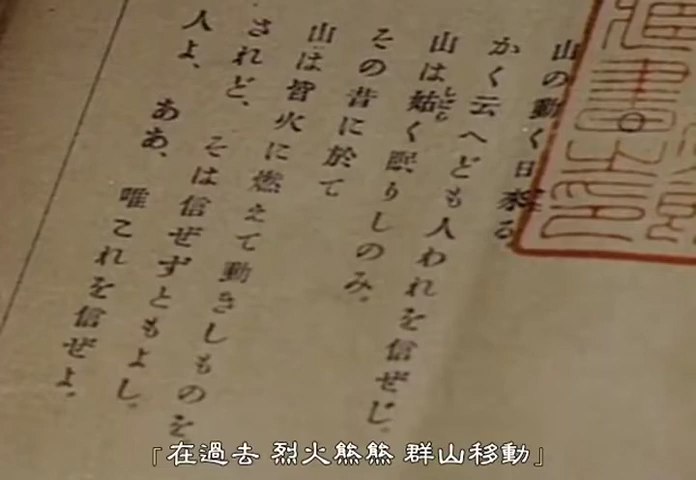 山の動く日來る
かく云へども人われを信ぜじ。
山は姑く眠りしのみ。
その昔に於て
山は皆火に燃えて動きしものを
されど、そは信ぜずともよし。
人よ、ああ、唯これを信ぜよ。
『在過去 烈火熊熊 群山移動』